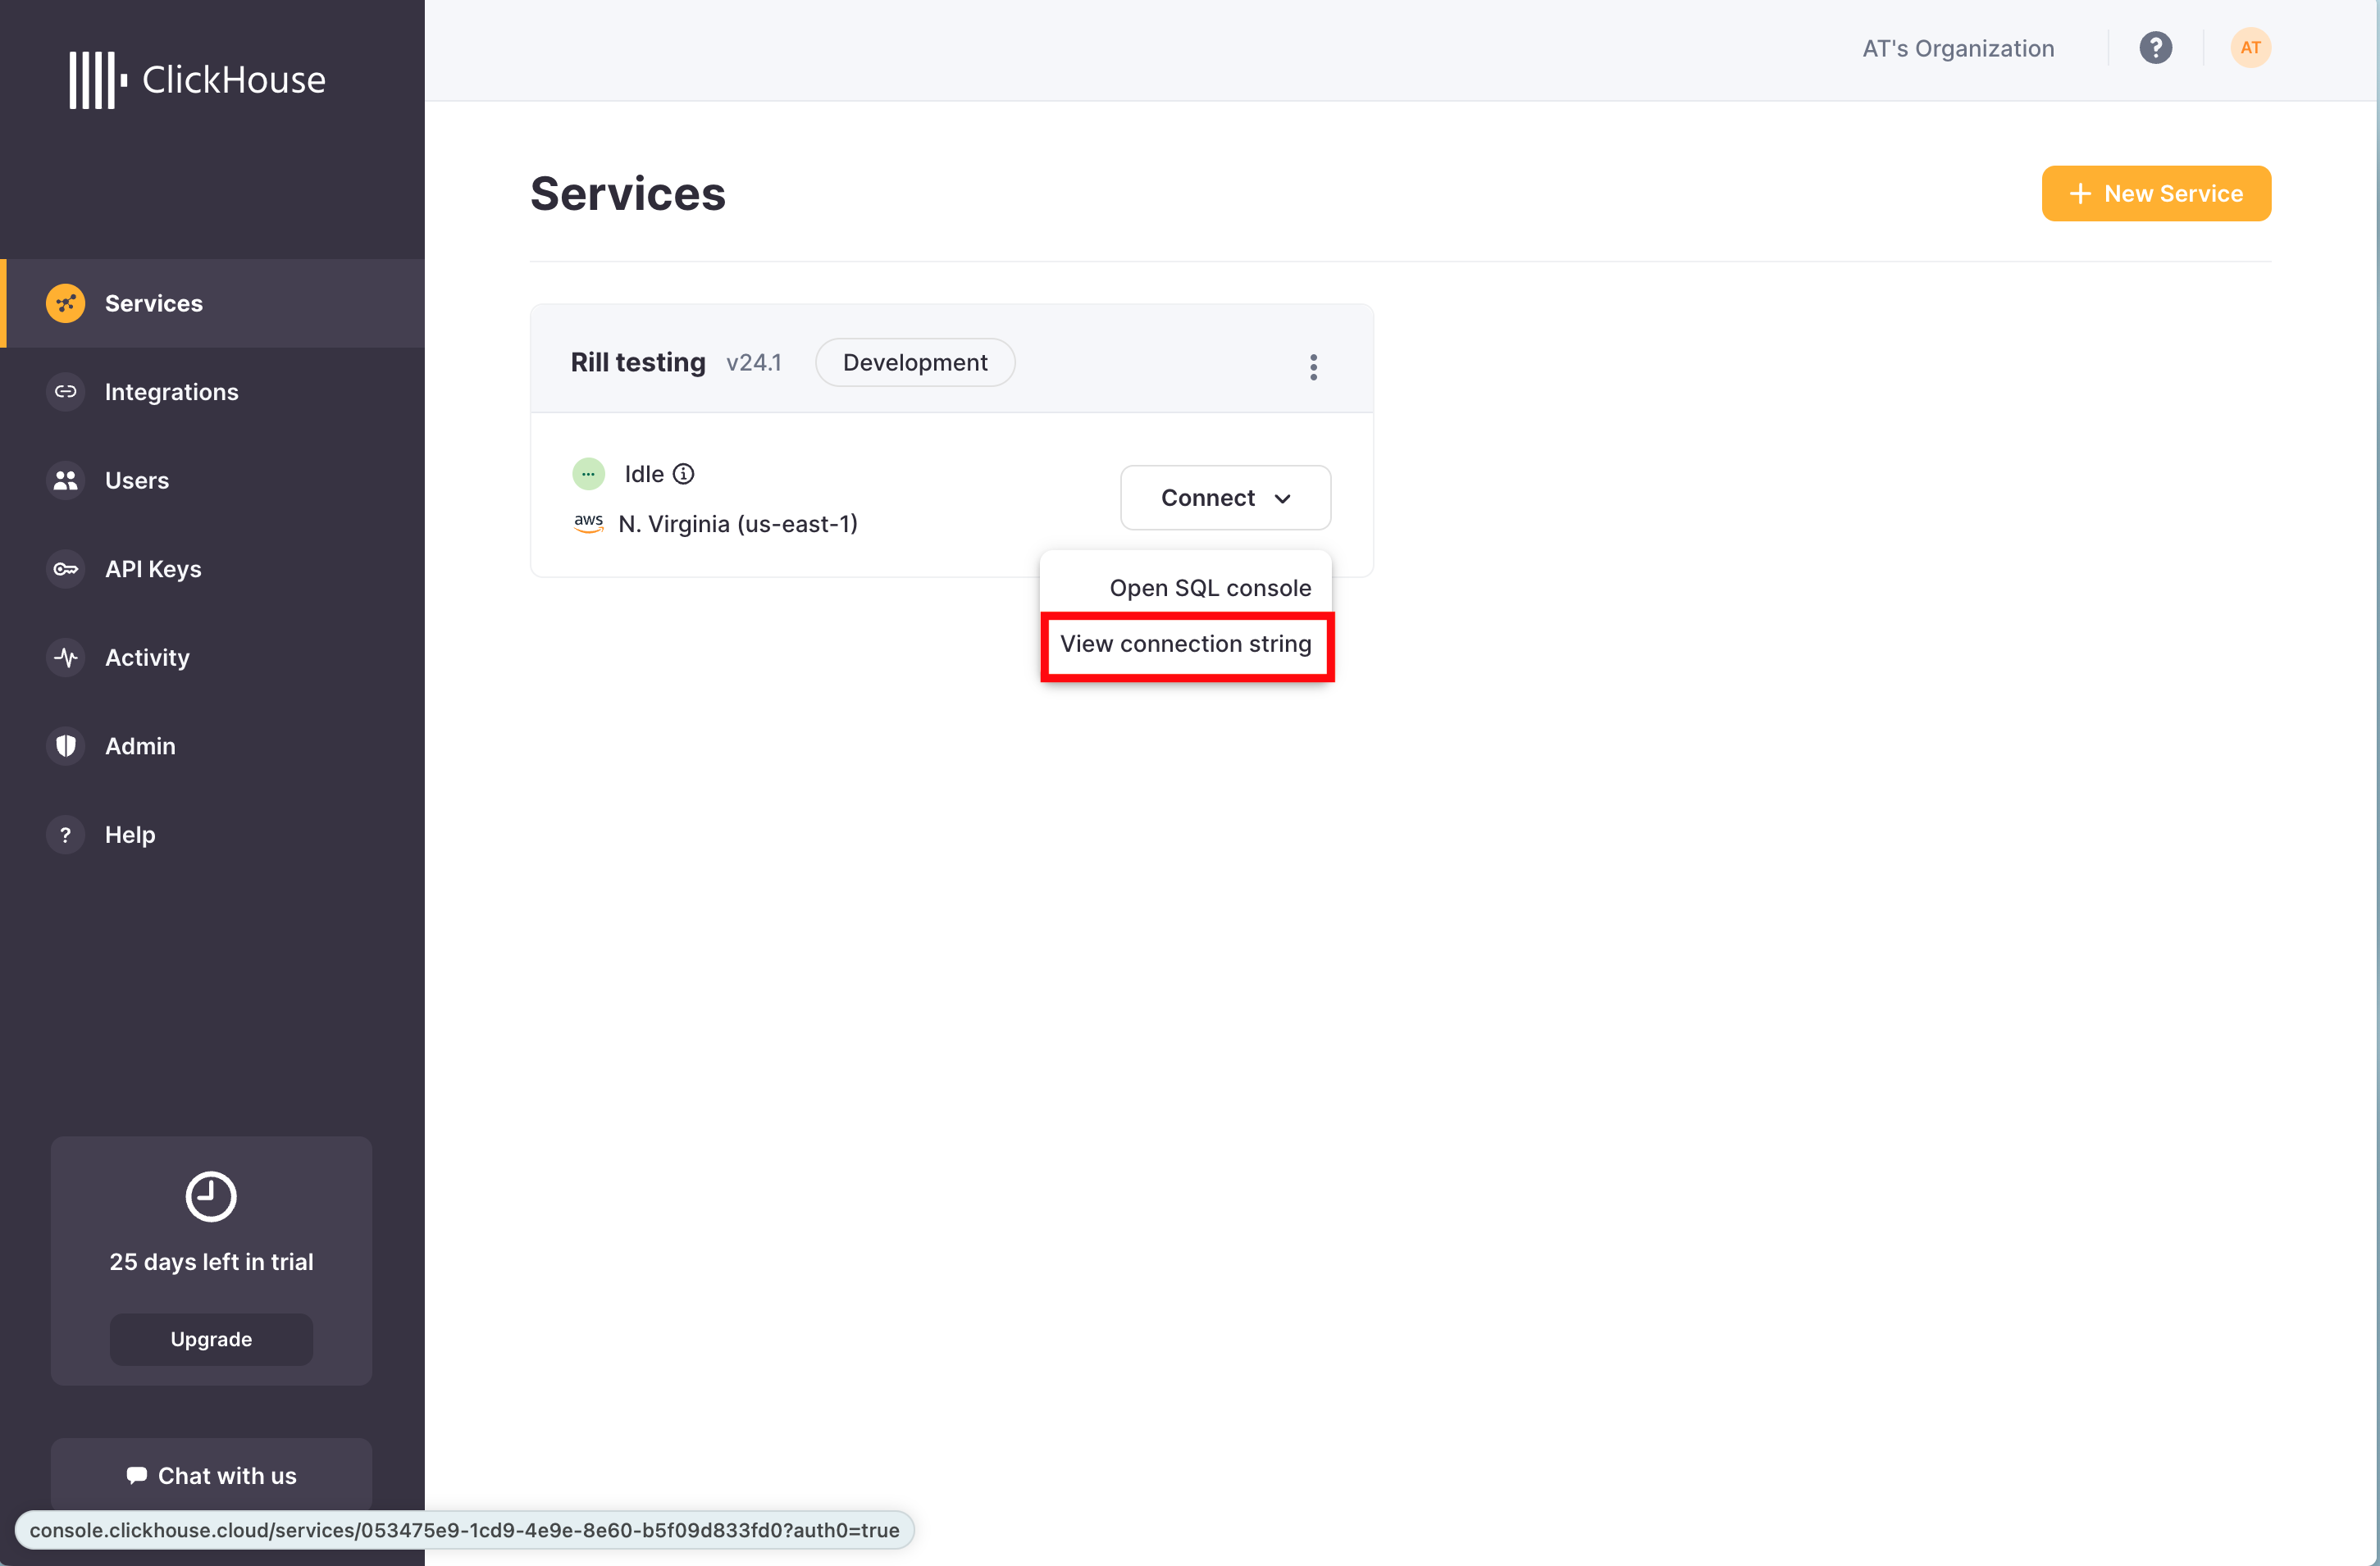 ClickHouse
AT's Organization
?
AT
Services
+ New Service
Services
Integrations
Users
API Keys
Activity
Admin
? Help
Rill testing v24.1 Development
Idle
aws N. Virginia (us-east-1)
Connect
Open SQL console
View connection string
25 days left in trial
Upgrade
Chat with us
console.clickhouse.cloud/services/053475e9-1cd9-4e9e-8e60-b5f09d833fd0?auth0=true